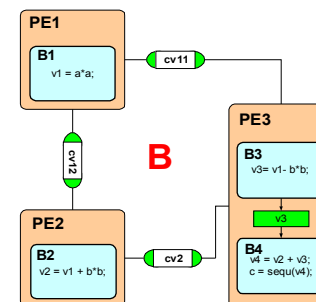 PE1
B1
v1 = a*a;
cv11
cv12
B
PE3
B3
v3= v1- b*b;
v3
B4
v4 = v2 + v3;
c = sequ(v4);
PE2
B2
v2 = v1 + b*b;
cv2